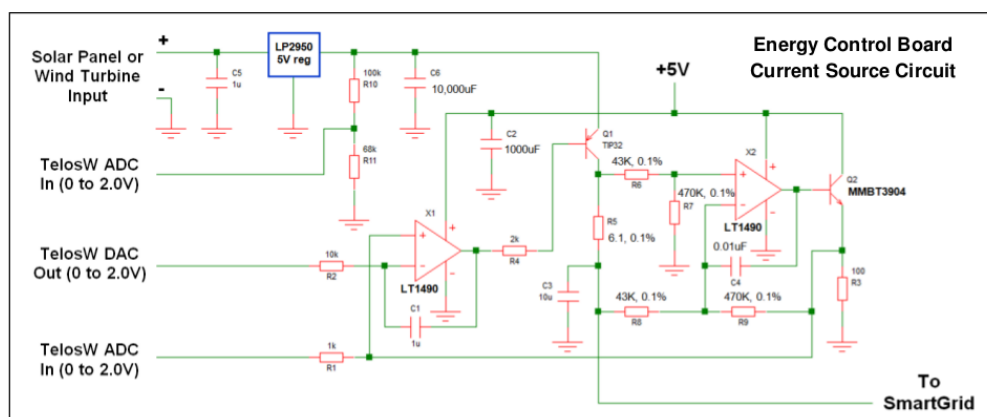 Energy Control Board
Current Source Circuit
+
Solar Panel or
Wind Turbine
Input
-
LP2950
5V reg
C5
1u
100k
R10
C6
10,000uF
+5V
68k
R11
TelosW ADC
In (0 to 2.0V)
C2
1000uF
Q1
TIP32
43K, 0.1%
R6
470K, 0.1%
R7
X2
+
-
+
-
LT1490
Q2
MMBT3904
R5
6.1, 0.1%
0.01uF
C4
100
R3
X1
+
-
+
-
LT1490
2k
R4
TelosW DAC
Out (0 to 2.0V)
10k
R2
C1
1u
C3
10u
43K, 0.1%
R8
470K, 0.1%
R9
TelosW ADC
In (0 to 2.0V)
1k
R1
To
SmartGrid